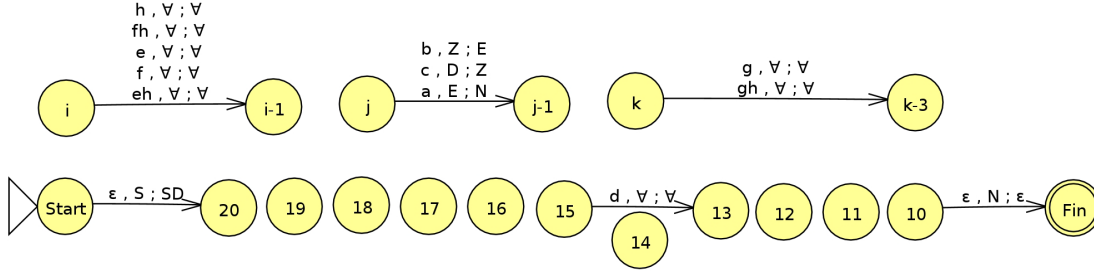 h , ∀ ; ∀
fh , ∀ ; ∀
e , ∀ ; ∀
f , ∀ ; ∀
eh , ∀ ; ∀
i
i-1
b , Z ; E
c , D ; Z
a , E ; N
j
j-1
g , ∀ ; ∀
gh , ∀ ; ∀
k
k-3
Start
ε , S ; SD
20
19
18
17
16
15
d , ∀ ; ∀
14
13
12
11
10
ε , N ; ε
Fin